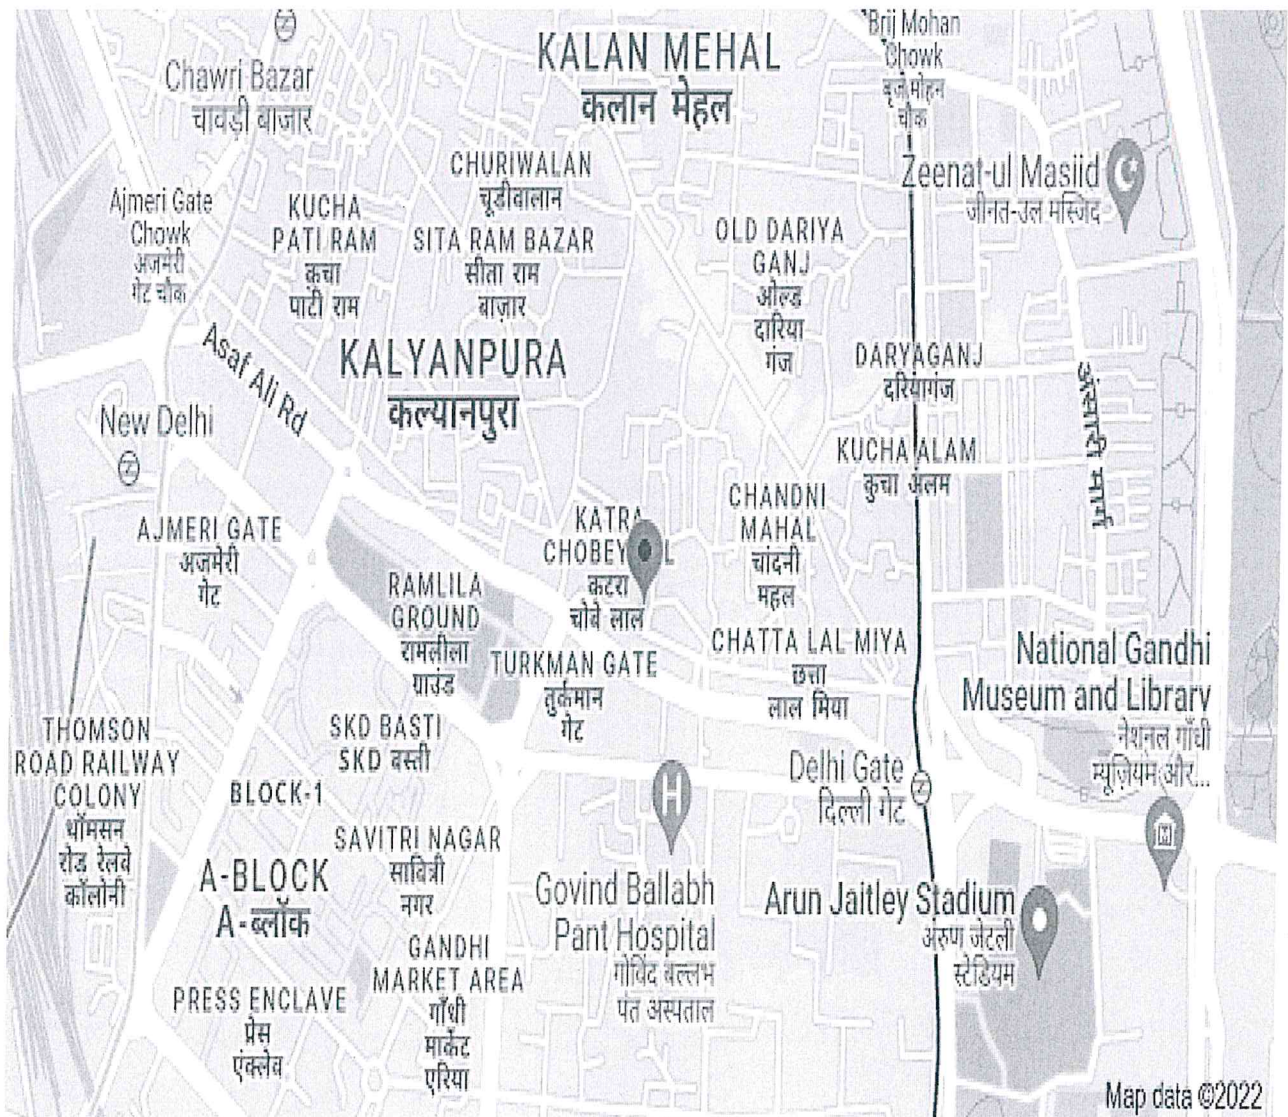 KALAN MEHAL
कलान मेहल
Brij Mohan
Chowk
बृज मोहन
चौक
Chawri Bazar
चावड़ी बाजार
CHURIWALAN
चूड़ीवालान
Zeenat-ul Masjid
जीनत-उल मस्जिद
Ajmeri Gate
Chowk
अजमेरी
गेट चौक
KUCHA
PATI RAM
कूचा
पाटी राम
SITA RAM BAZAR
सीता राम
बाज़ार
OLD DARIYA
GANJ
ओल्ड
दारिया
गंज
Asaf Ali Rd
KALYANPURA
कल्यानपुरा
DARYAGANJ
दरियागंज
अंसारी मार्ग
New Delhi
KUCHA ALAM
कुचा अलम
AJMERI GATE
अजमेरी
गेट
KATRA
कटरा
चोबे लाल
CHANDNI
MAHAL
चांदनी
महल
RAMLILA
GROUND
रामलीला
ग्राउंड
TURKMAN GATE
तुर्कमान
गेट
CHATTA LAL MIYA
छत्ता
लाल मिया
National Gandhi
Museum and Library
नेशनल गाँधी
म्यूज़ियम और...
THOMSON
ROAD RAILWAY
COLONY
थॉमसन
रोड रेलवे
कॉलोनी
SKD BASTI
SKD बस्ती
BLOCK-1
Delhi Gate
दिल्ली गेट
H
SAVITRI NAGAR
सावित्री
नगर
A-BLOCK
A-ब्लॉक
Govind Ballabh
Pant Hospital
गोविंद बल्लभ
पंत अस्पताल
Arun Jaitley Stadium
अरुण जेटली
स्टेडियम
GANDHI
MARKET AREA
गाँधी
मार्केट
एरिया
PRESS ENCLAVE
प्रेस
एंक्लेव
Map data ©2022